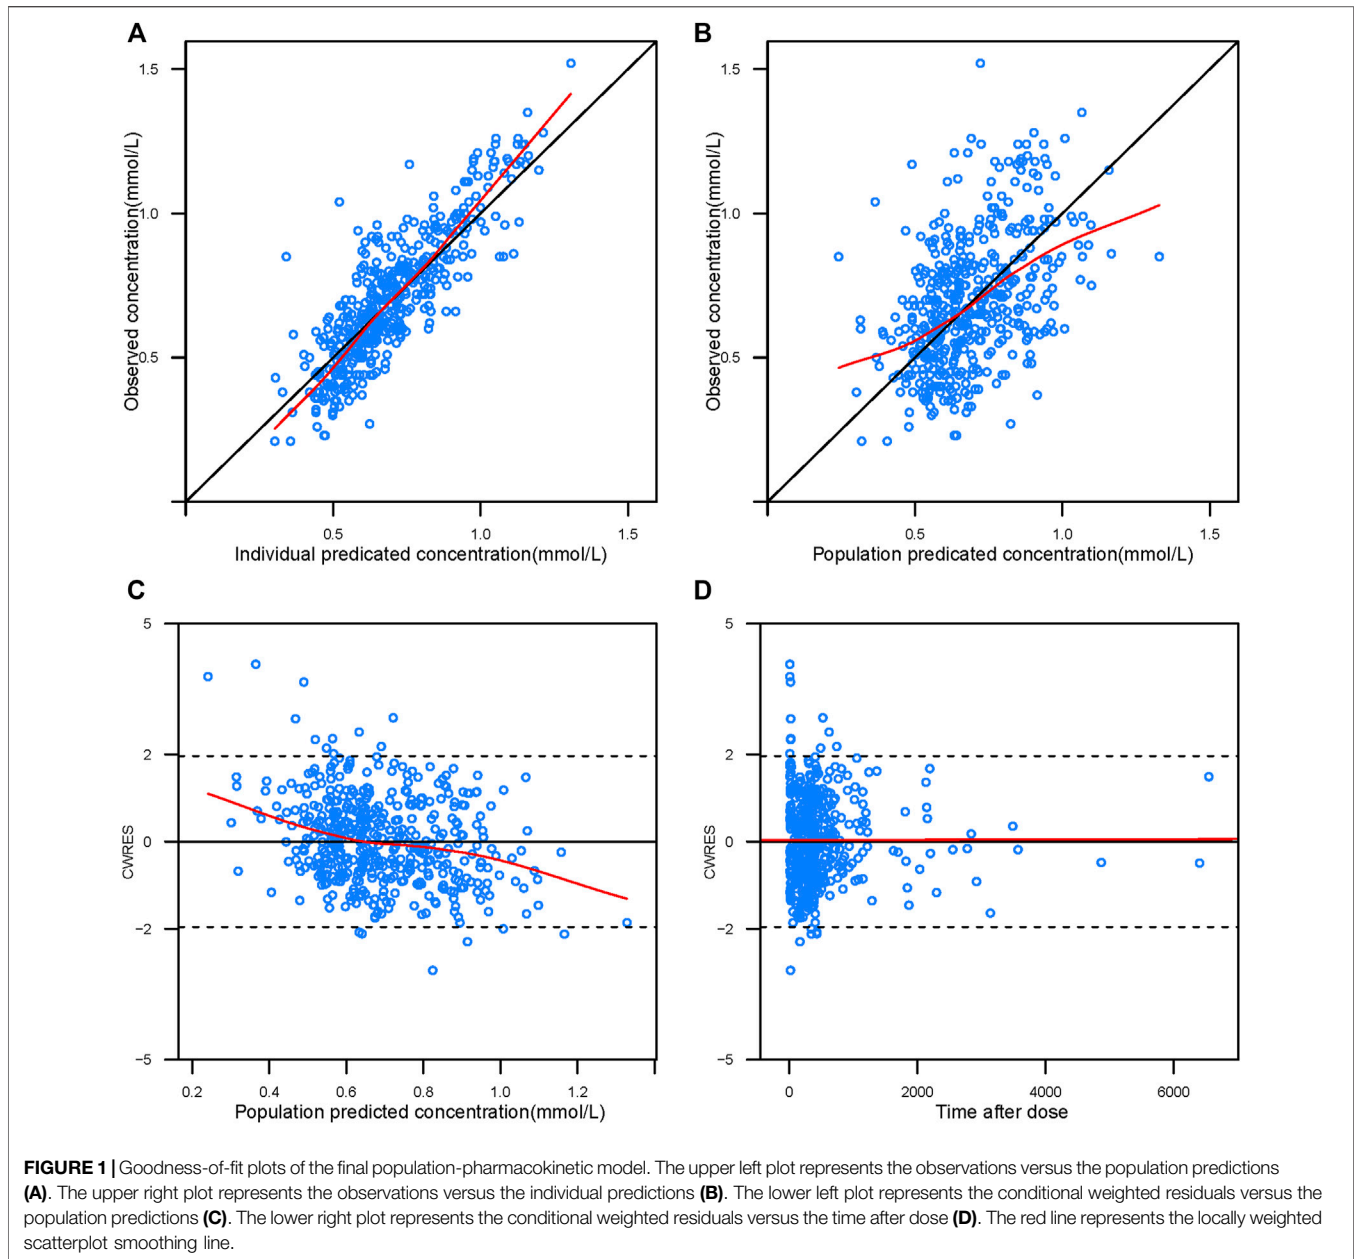 A
1.5
1.0
0.5
Observed concentration(mmol/L)
0.5 1.0 1.5
Individual predicated concentration(mmol/L)
B
1.5
1.0
0.5
Observed concentration(mmol/L)
0.5 1.0 1.5
Population predicated concentration(mmol/L)
C
5
2
0
−2
−5
CWRES
0.2 0.4 0.6 0.8 1.0 1.2
Population predicted concentration(mmol/L)
D
5
2
0
−2
−5
CWRES
0 2000 4000 6000
Time after dose
FIGURE 1 | Goodness-of-fit plots of the final population-pharmacokinetic model. The upper left plot represents the observations versus the population predictions
(A). The upper right plot represents the observations versus the individual predictions (B). The lower left plot represents the conditional weighted residuals versus the
population predictions (C). The lower right plot represents the conditional weighted residuals versus the time after dose (D). The red line represents the locally weighted
scatterplot smoothing line.